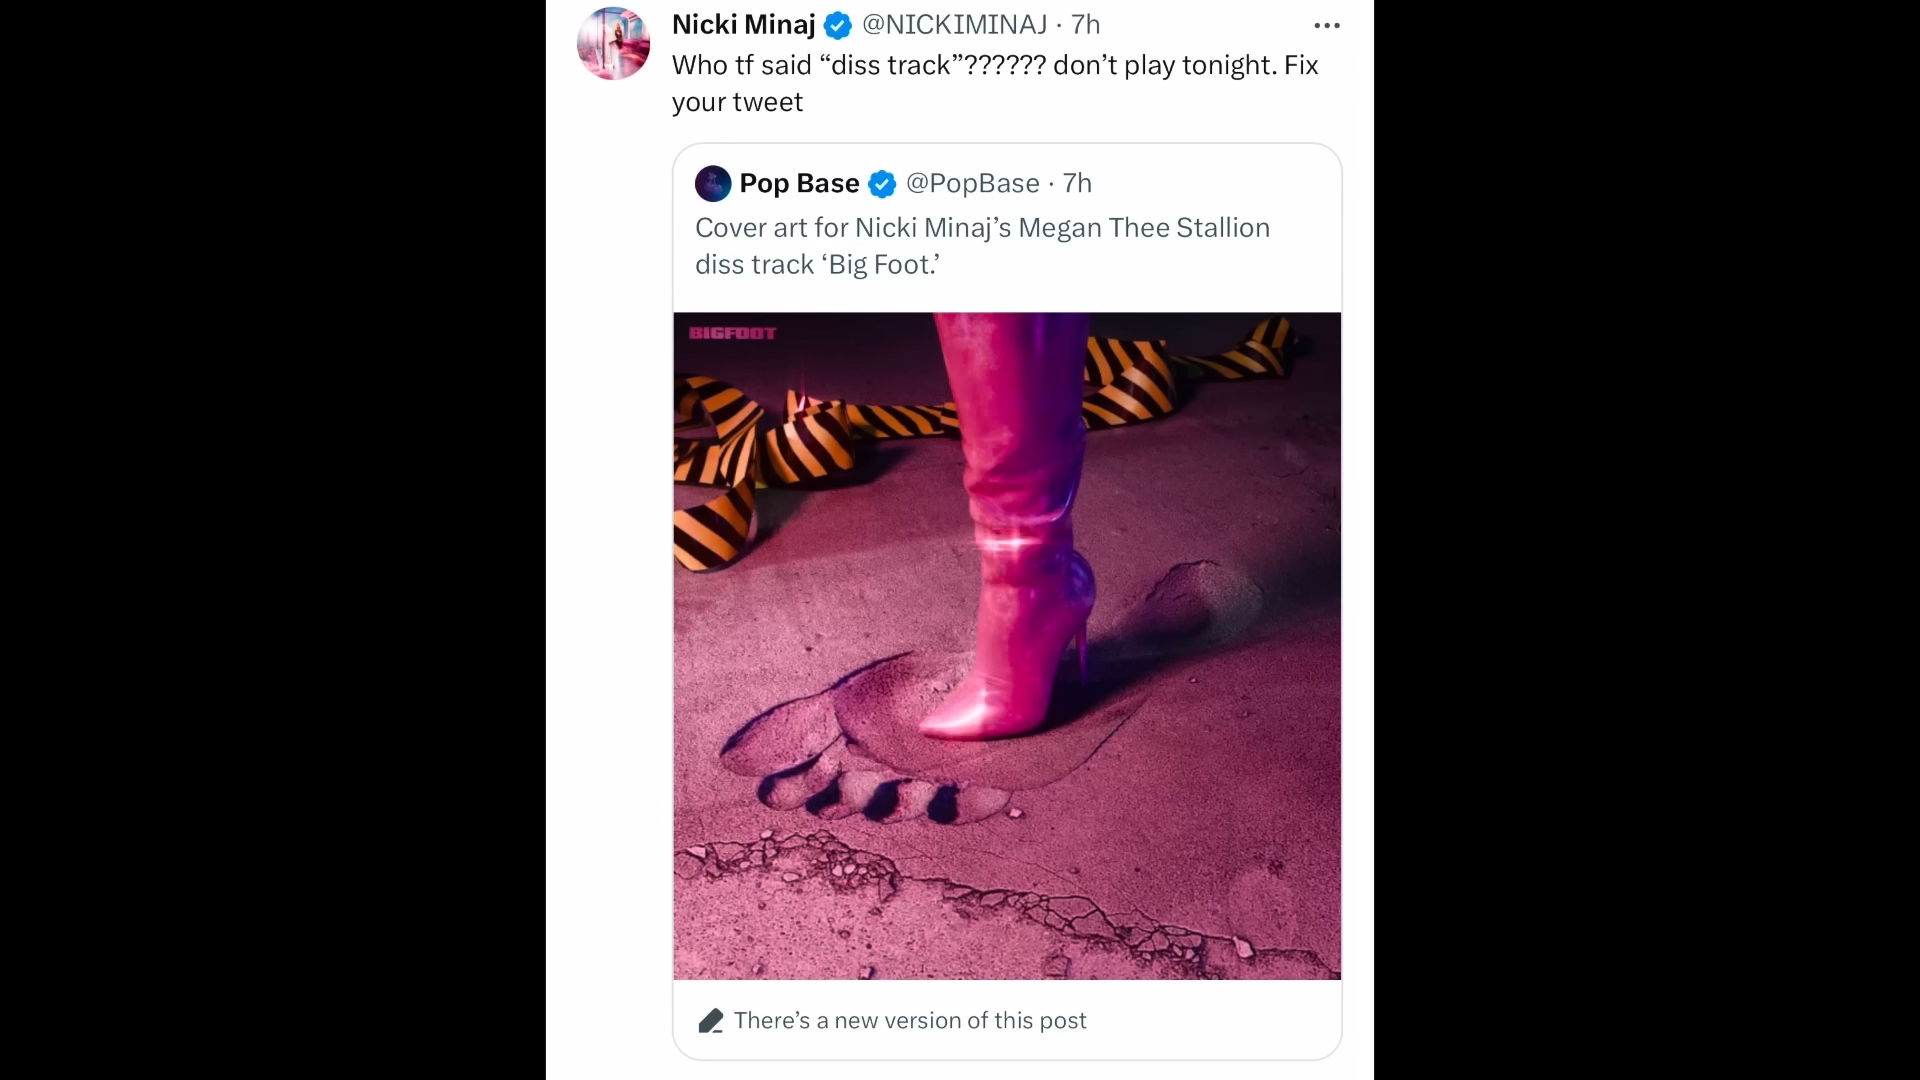 Nicki Minaj @NICKIMINAJ · 7h
Who tf said “diss track”?????? don’t play tonight. Fix
your tweet
Pop Base @PopBase · 7h
Cover art for Nicki Minaj’s Megan Thee Stallion
diss track ‘Big Foot.’
BIGFOOT
There’s a new version of this post